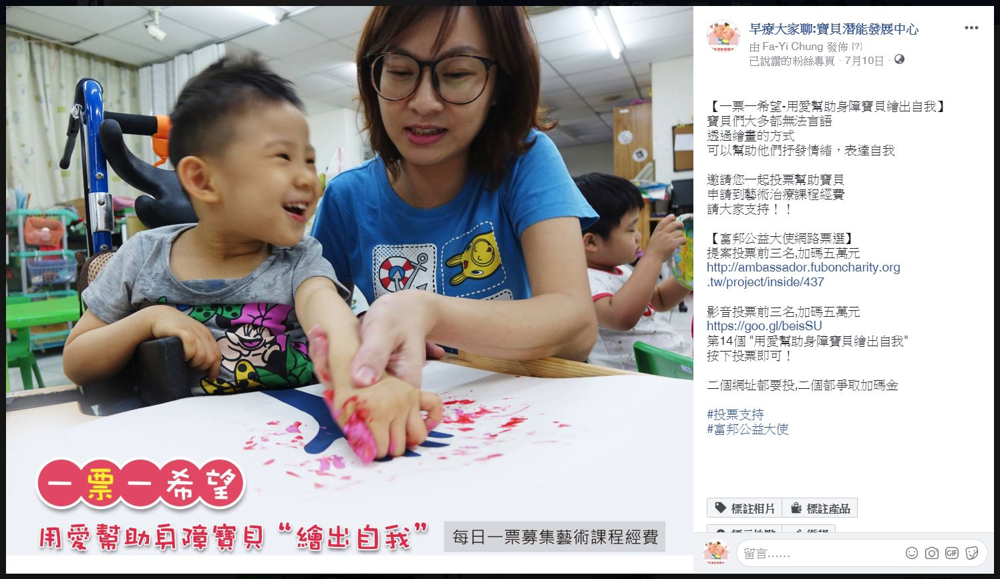 一票一希望
用愛幫助身障寶貝“繪出自我”
每日一票募集藝術課程經費
早療大家聊:寶貝潛能發展中心
由 Fa-Yi Chung 發佈 [?]
已說讚的粉絲專頁 · 7月10日 ·
【一票一希望-用愛幫助身障寶貝繪出自我】
寶貝們大多都無法言語
透過繪畫的方式
可以幫助他們抒發情緒，表達自我
邀請您一起投票幫助寶貝
申請到藝術治療課程經費
請大家支持！！
【富邦公益大使網路票選】
提案投票前三名,加碼五萬元
http://ambassador.fuboncharity.org
.tw/project/inside/437
影音投票前三名,加碼五萬元
https://goo.gl/beisSU
第14個 "用愛幫助身障寶貝繪出自我"
按下投票即可！
二個網址都要投,二個都爭取加碼金
#投票支持
#富邦公益大使
標註相片
標註產品
留言......
GIF